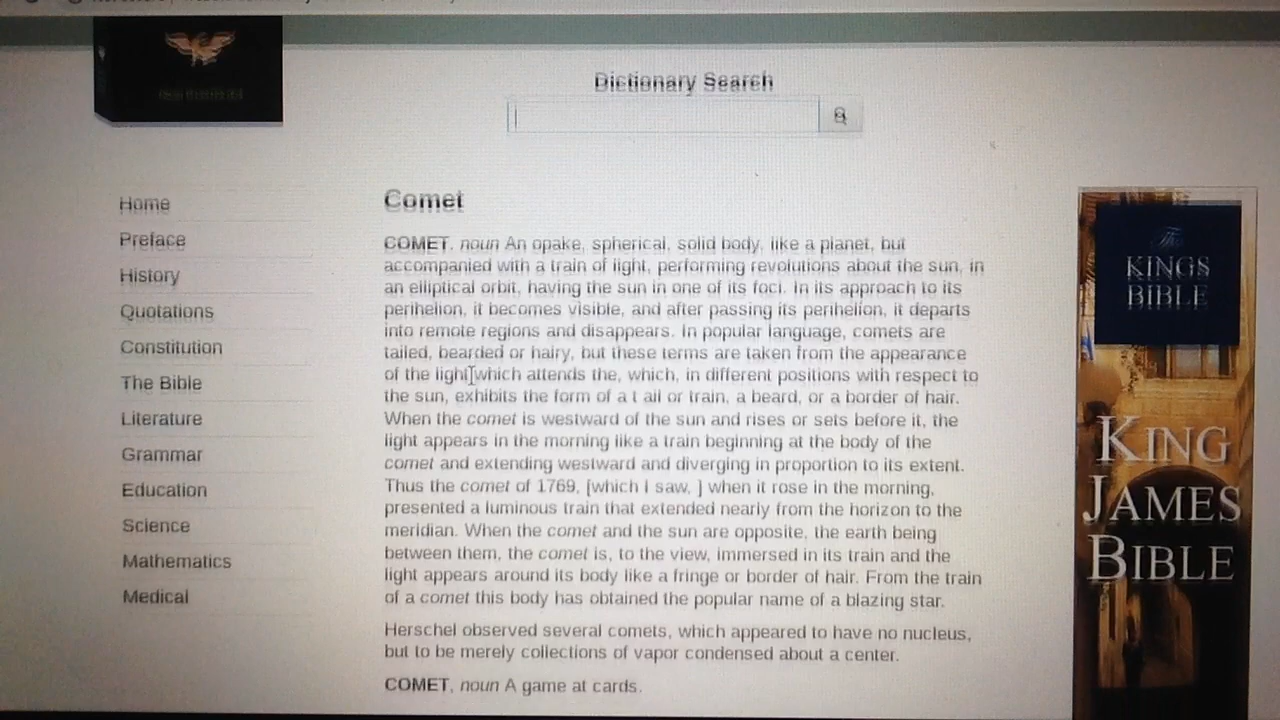 Dictionary Search
Home
Preface
History
Quotations
Constitution
The Bible
Literature
Grammar
Education
Science
Mathematics
Medical
Comet
COMET, noun An opake, spherical, solid body, like a planet, but
accompanied with a train of light, performing revolutions about the sun, in
an elliptical orbit, having the sun in one of its foci. In its approach to its
perihelion, it becomes visible, and after passing its perihelion, it departs
into remote regions and disappears. In popular language, comets are
tailed, bearded or hairy, but these terms are taken from the appearance
of the light which attends the, which, in different positions with respect to
the sun, exhibits the form of a t ail or train, a beard, or a border of hair.
When the comet is westward of the sun and rises or sets before it, the
light appears in the morning like a train beginning at the body of the
comet and extending westward and diverging in proportion to its extent.
Thus the comet of 1769, [which I saw, ] when it rose in the morning,
presented a luminous train that extended nearly from the horizon to the
meridian. When the comet and the sun are opposite, the earth being
between them, the comet is, to the view, immersed in its train and the
light appears around its body like a fringe or border of hair. From the train
of a comet this body has obtained the popular name of a blazing star.
Herschel observed several comets, which appeared to have no nucleus,
but to be merely collections of vapor condensed about a center.
COMET, noun A game at cards.
The
KINGS
BIBLE
KING
JAMES
BIBLE